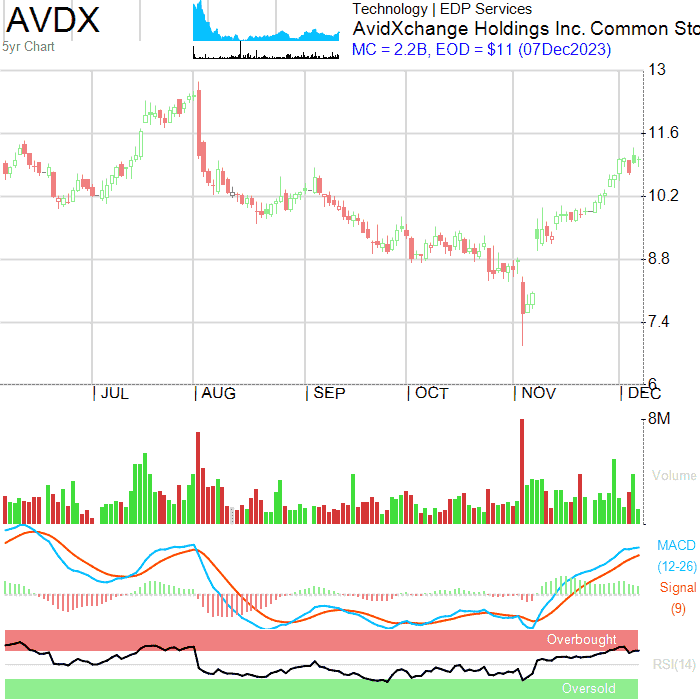 AVDX
5yr Chart
Technology | EDP Services
AvidXchange Holdings Inc. Common Sto
MC = 2.2B, EOD = $11 (07Dec2023)
13
11.6
10.2
8.8
7.4
6
JUL AUG SEP OCT NOV DEC
8M
Volume
MACD
(12-26)
Signal
(9)
Overbought
RSI(14)
Oversold